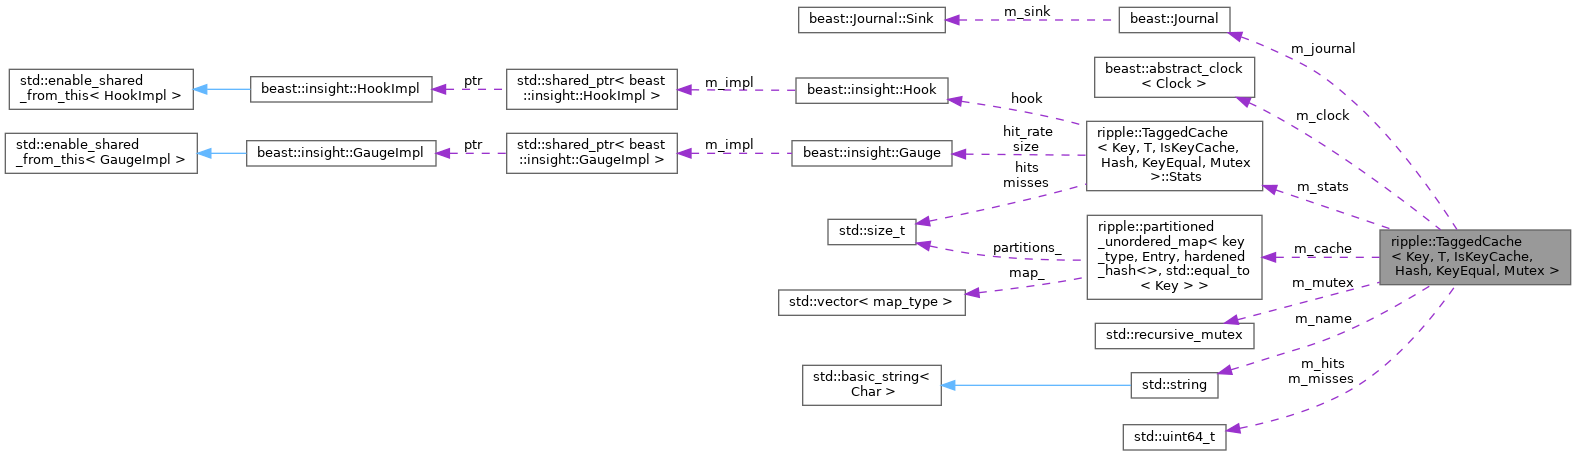 beast::Journal::Sink
m_sink
beast::Journal
m_journal
std::enable_shared
_from_this< HookImpl >
beast::insight::HookImpl
ptr
std::shared_ptr< beast
::insight::HookImpl >
m_impl
beast::insight::Hook
hook
beast::abstract_clock
< Clock >
m_clock
std::enable_shared
_from_this< GaugeImpl >
beast::insight::GaugeImpl
ptr
std::shared_ptr< beast
::insight::GaugeImpl >
m_impl
beast::insight::Gauge
hit_rate
size
hits
misses
ripple::TaggedCache
< Key, T, IsKeyCache,
Hash, KeyEqual, Mutex
>::Stats
m_stats
std::size_t
partitions_
map_
std::vector< map_type >
ripple::partitioned
_unordered_map< key
_type, Entry, hardened
_hash<>, std::equal_to
< Key > >
m_cache
ripple::TaggedCache
< Key, T, IsKeyCache,
Hash, KeyEqual, Mutex >
m_mutex
std::recursive_mutex
m_name
std::basic_string<
Char >
std::string
m_hits
m_misses
std::uint64_t